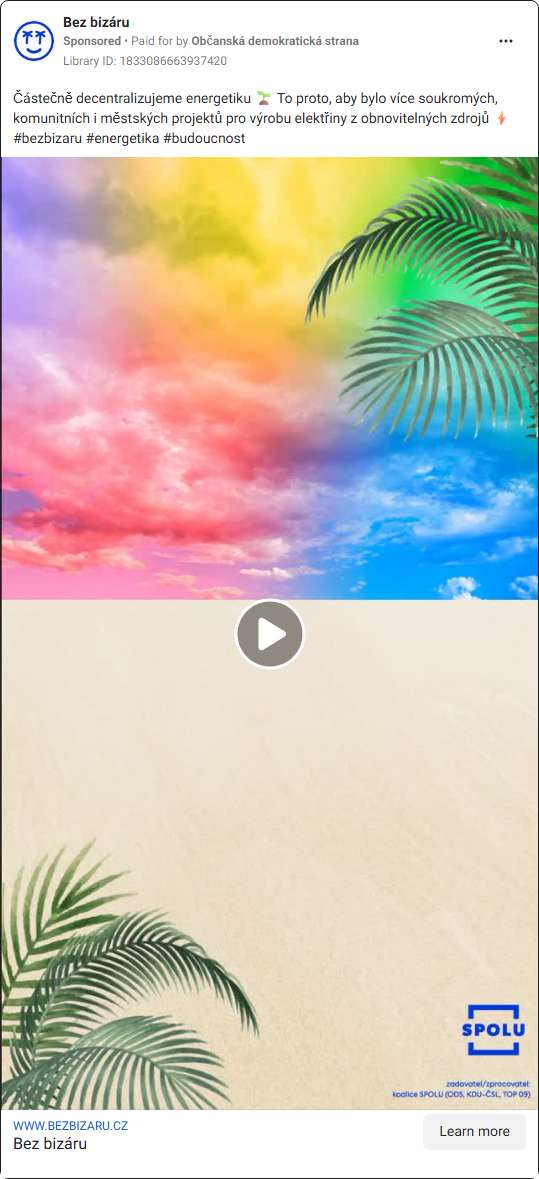 Bez bizáru
Sponsored • Paid for by Občanská demokratická strana
Library ID: 1833086663937420
Částečně decentralizujeme energetiku 🌱 To proto, aby bylo více soukromých,
komunitních i městských projektů pro výrobu elektřiny z obnovitelných zdrojů ⚡
#bezbizaru #energetika #budoucnost
SPOLU
zadavatel/zpracovatel:
koalice SPOLU (ODS, KDU-ČSL, TOP 09)
WWW.BEZBIZARU.CZ
Bez bizáru
Learn more